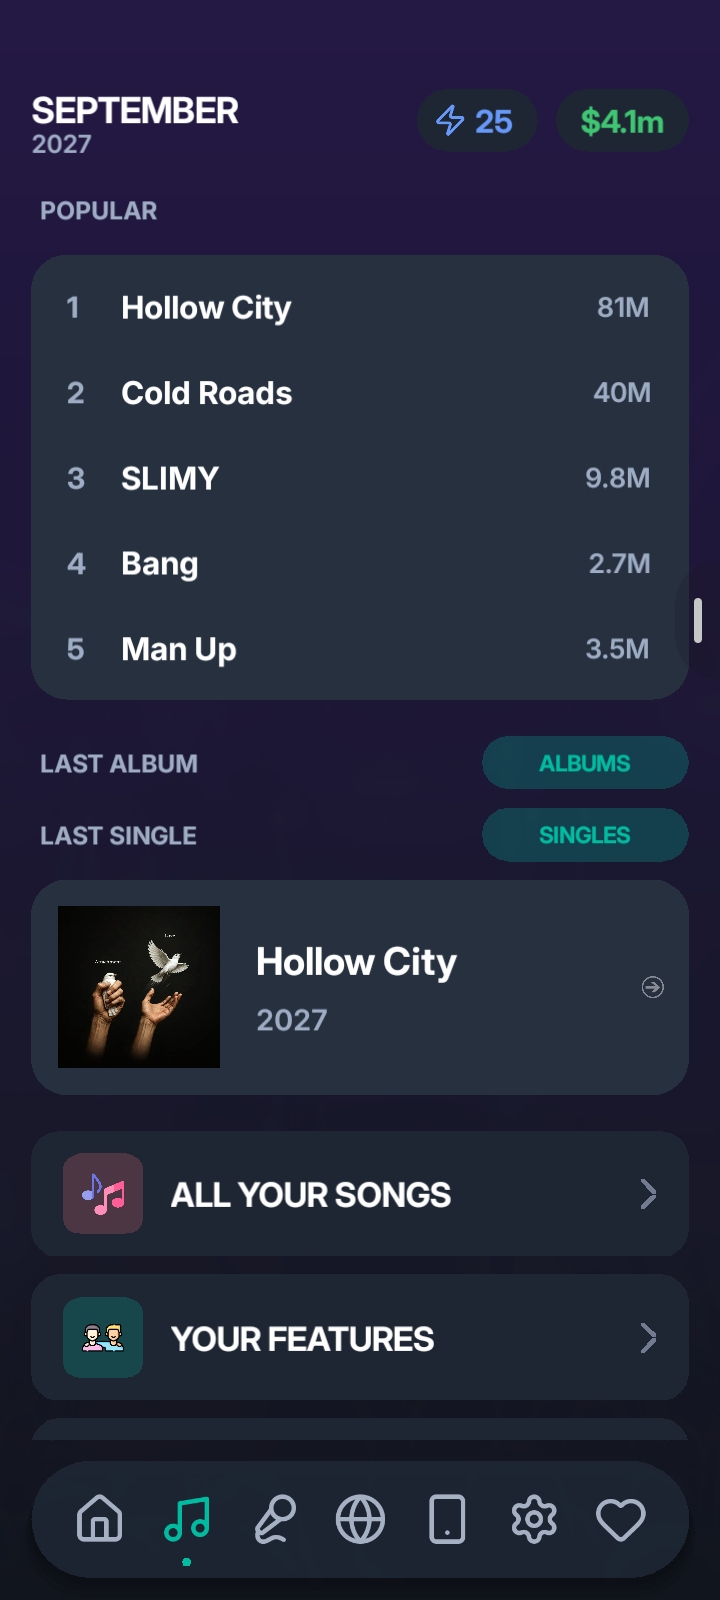 SEPTEMBER
2027
25
$4.1m
POPULAR
1 Hollow City 81M
2 Cold Roads 40M
3 SLIMY 9.8M
4 Bang 2.7M
5 Man Up 3.5M
LAST ALBUM
ALBUMS
LAST SINGLE
SINGLES
Hollow City
2027
ALL YOUR SONGS
YOUR FEATURES